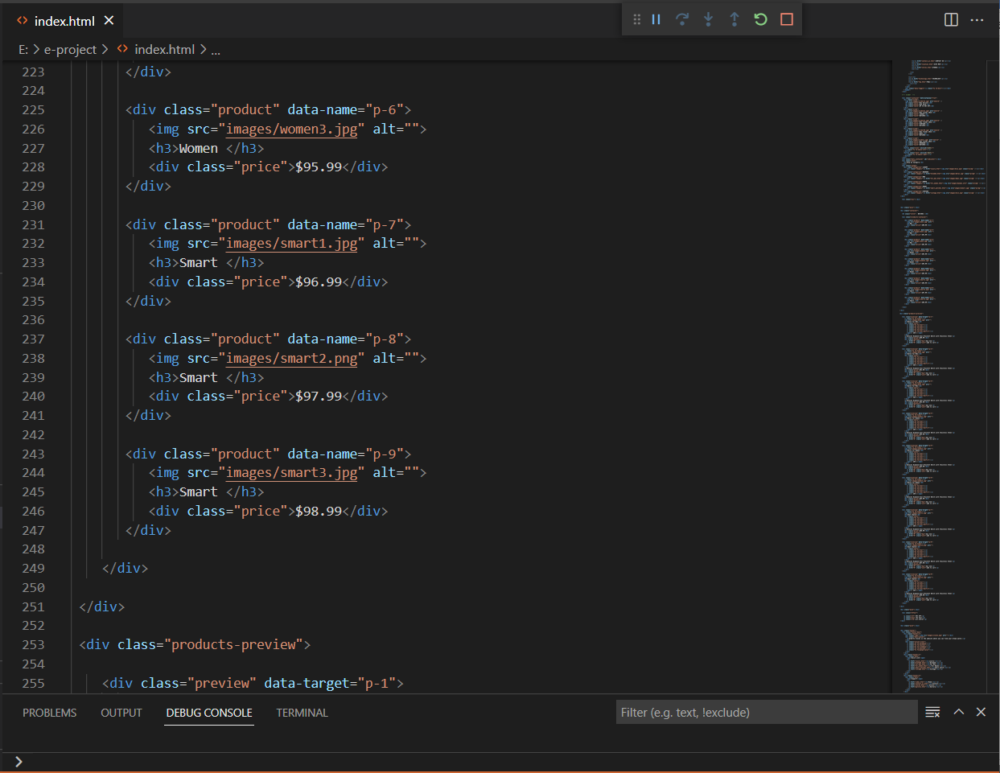 index.html
E: > e-project > index.html > ...
223 </div>
224
225 <div class="product" data-name="p-6">
226 <img src="images/women3.jpg" alt="">
227 <h3>Women </h3>
228 <div class="price">$95.99</div>
229 </div>
230
231 <div class="product" data-name="p-7">
232 <img src="images/smart1.jpg" alt="">
233 <h3>Smart </h3>
234 <div class="price">$96.99</div>
235 </div>
236
237 <div class="product" data-name="p-8">
238 <img src="images/smart2.png" alt="">
239 <h3>Smart </h3>
240 <div class="price">$97.99</div>
241 </div>
242
243 <div class="product" data-name="p-9">
244 <img src="images/smart3.jpg" alt="">
245 <h3>Smart </h3>
246 <div class="price">$98.99</div>
247 </div>
248
249 </div>
250
251 </div>
252
253 <div class="products-preview">
254
255 <div class="preview" data-target="p-1">
PROBLEMS OUTPUT DEBUG CONSOLE TERMINAL Filter (e.g. text, !exclude)